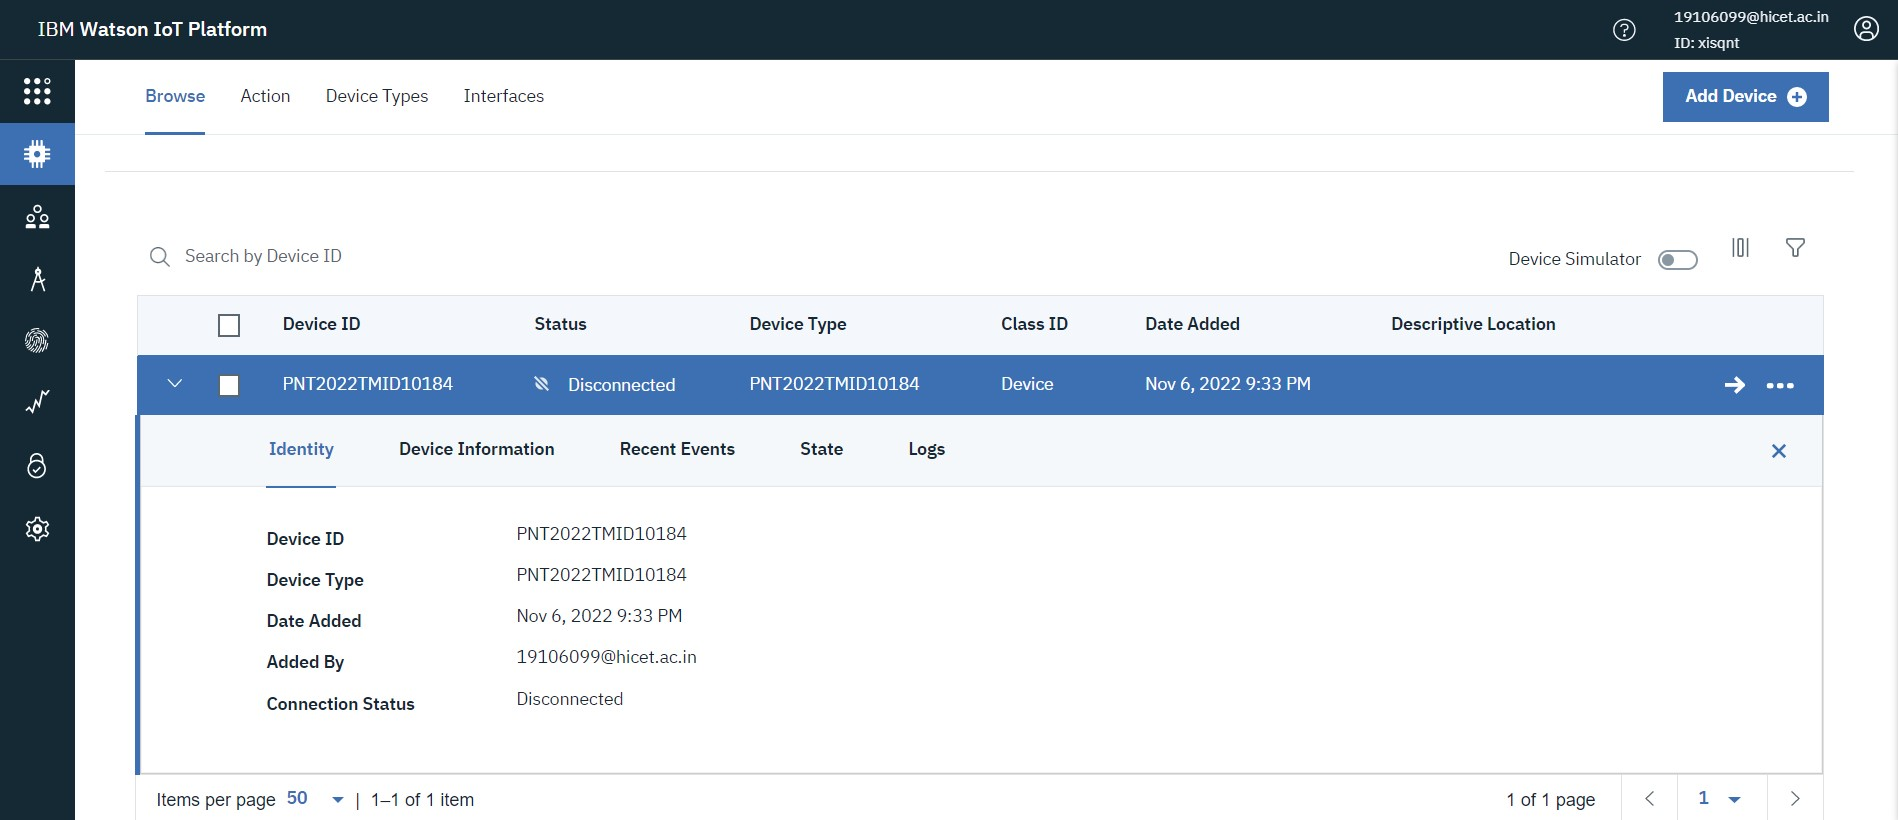 IBM Watson IoT Platform
19106099@hicet.ac.in
ID: xisqnt
Browse Action Device Types Interfaces
Add Device
Search by Device ID
Device Simulator
Device ID Status Device Type Class ID Date Added Descriptive Location
PNT2022TMID10184 Disconnected PNT2022TMID10184 Device Nov 6, 2022 9:33 PM
Identity Device Information Recent Events State Logs
Device ID PNT2022TMID10184
Device Type PNT2022TMID10184
Date Added Nov 6, 2022 9:33 PM
Added By 19106099@hicet.ac.in
Connection Status Disconnected
Items per page 50 | 1–1 of 1 item 1 of 1 page 1